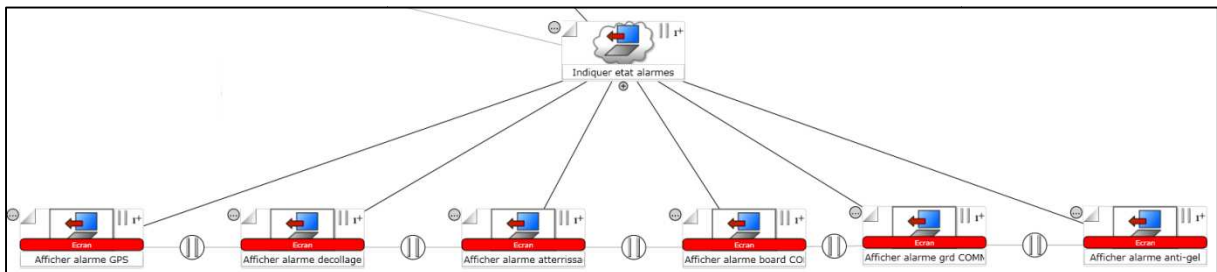 Indiquer etat alarmes
Ecran Ecran Ecran Ecran Ecran Ecran
Afficher alarme GPS Afficher alarme decollage Afficher alarme atterrissa Afficher alarme board CO Afficher alarme grd COM Afficher alarme anti-gel